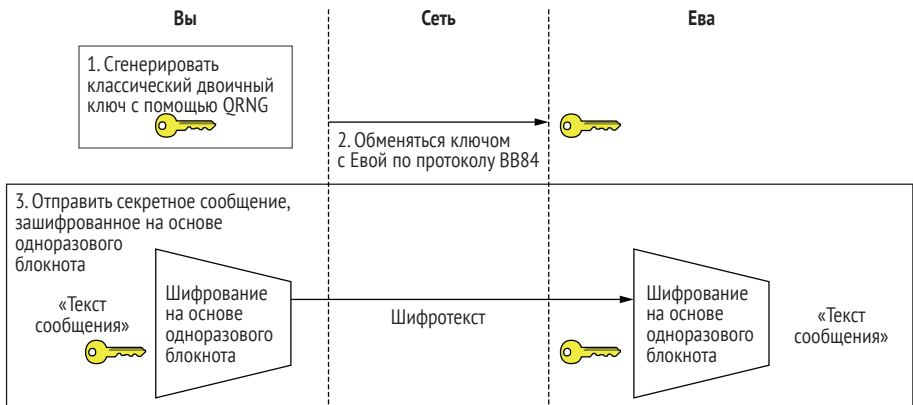 Вы
Сеть
Ева
1. Сгенерировать
классический двоичный
ключ с помощью QRNG
2. Обменяться ключом
с Евой по протоколу BB84
3. Отправить секретное сообщение,
зашифрованное на основе
одноразового
блокнота
«Текст
сообщения»
Шифрование
на основе
одноразового
блокнота
Шифротекст
Шифрование
на основе
одноразового
блокнота
«Текст
сообщения»